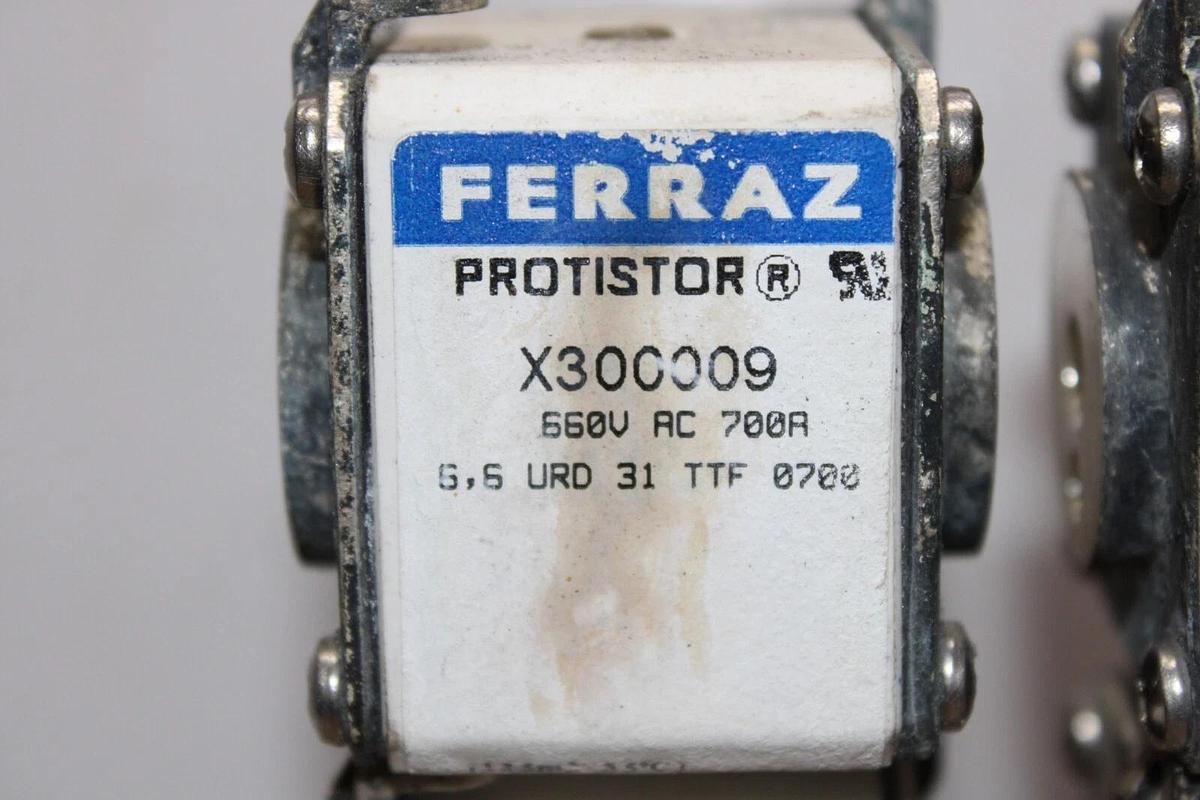 FERRAZ
PROTISTOR®
X300009
660V AC 700A
6,6 URD 31 TTF 0700